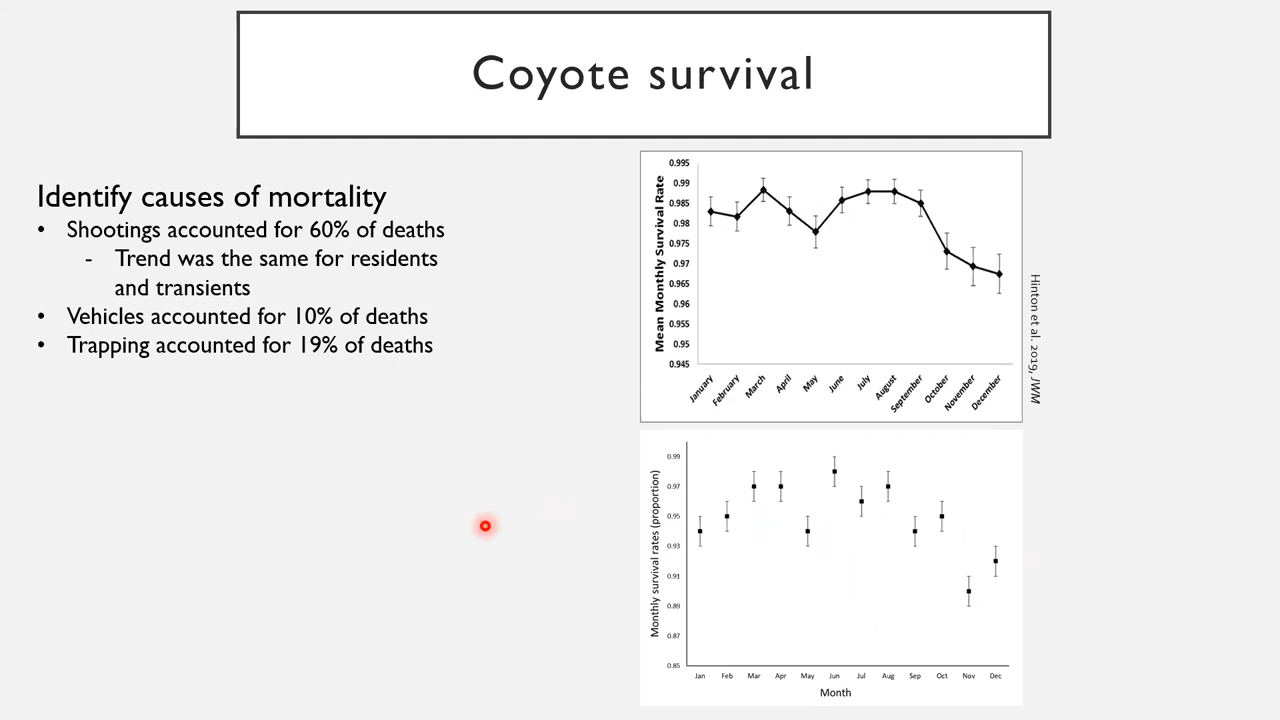 Coyote survival
Identify causes of mortality
• Shootings accounted for 60% of deaths
- Trend was the same for residents
and transients
• Vehicles accounted for 10% of deaths
• Trapping accounted for 19% of deaths
Mean Monthly Survival Rate
0.995
0.99
0.985
0.98
0.975
0.97
0.965
0.96
0.955
0.95
0.945
January February March April May June July August September October November December
Hinton et al. 2019, JWM
Monthly survival rates (proportion)
0.99
0.97
0.95
0.93
0.91
0.89
0.87
0.85
Jan Feb Mar Apr May Jun Jul Aug Sep Oct Nov Dec
Month